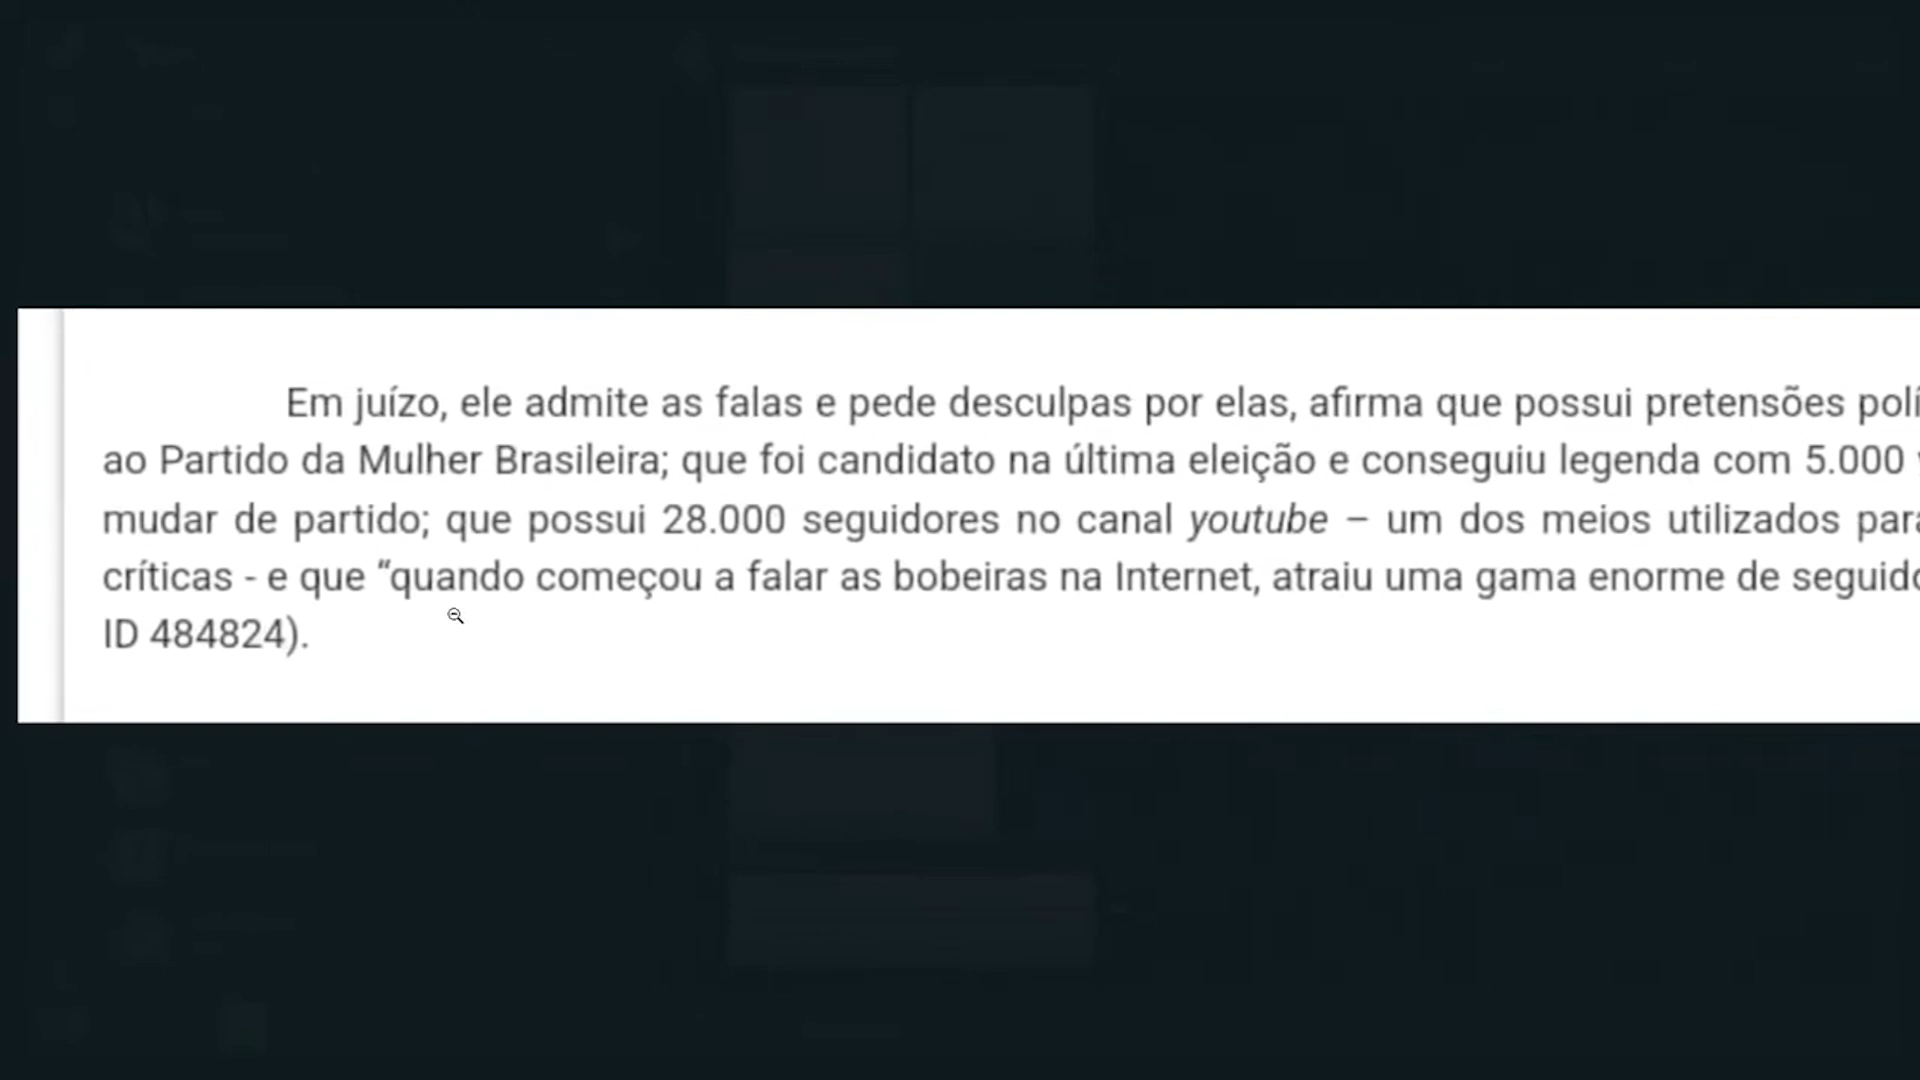 Em juízo, ele admite as falas e pede desculpas por elas, afirma que possui pretensões polí
ao Partido da Mulher Brasileira; que foi candidato na última eleição e conseguiu legenda com 5.000
mudar de partido; que possui 28.000 seguidores no canal youtube – um dos meios utilizados para
críticas - e que “quando começou a falar as bobeiras na Internet, atraiu uma gama enorme de seguido
ID 484824).